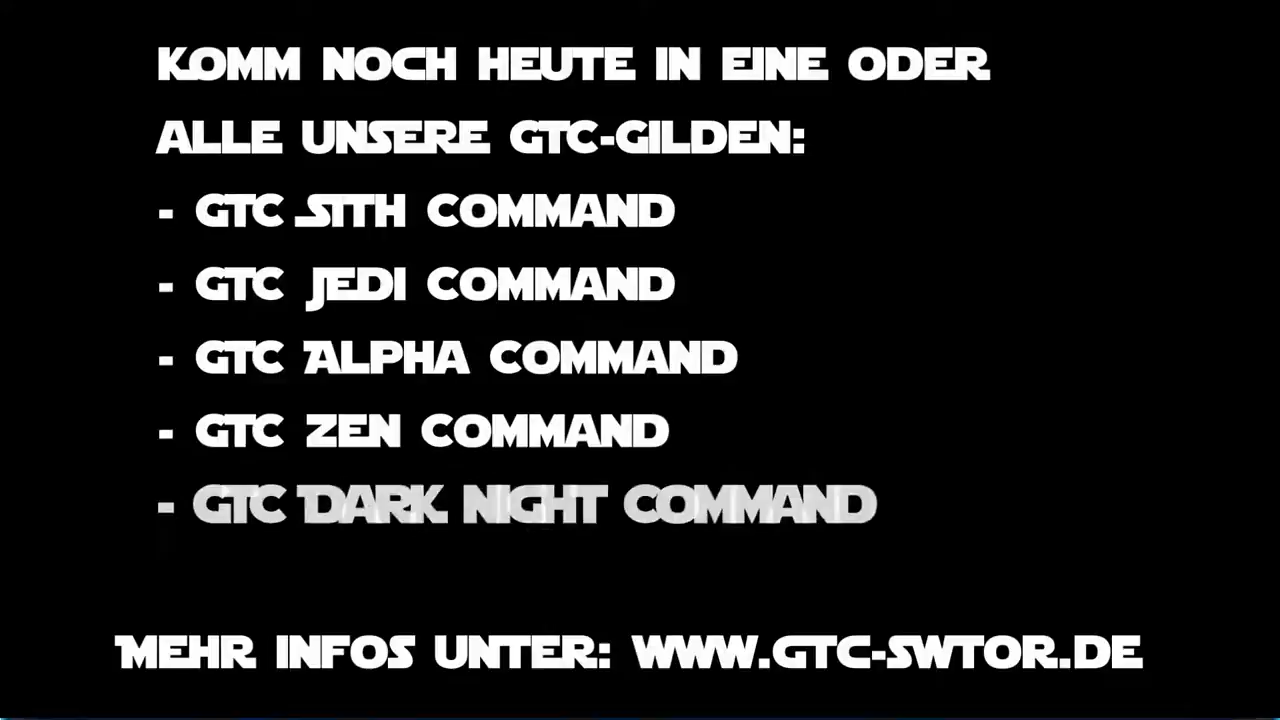 KOMM NOCH HEUTE IN EINE ODER
ALLE UNSERE GTC-GILDEN:
- GTC SITH COMMAND
- GTC JEDI COMMAND
- GTC ALPHA COMMAND
- GTC ZEN COMMAND
- GTC DARK NIGHT COMMAND
MEHR INFOS UNTER: WWW.GTC-SWTOR.DE